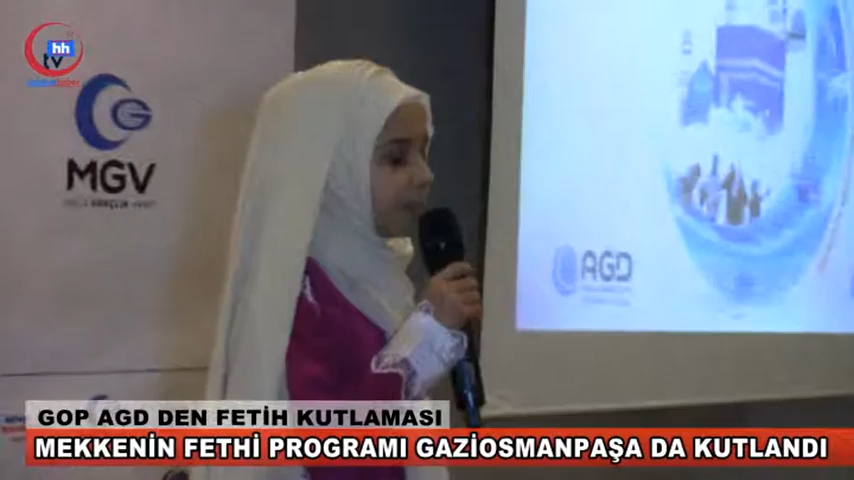 hh
tv
G
MGV
AGD
GOP AGD DEN FETİH KUTLAMASI
MEKKENİN FETHİ PROGRAMI GAZİOSMANPAŞA DA KUTLANDI